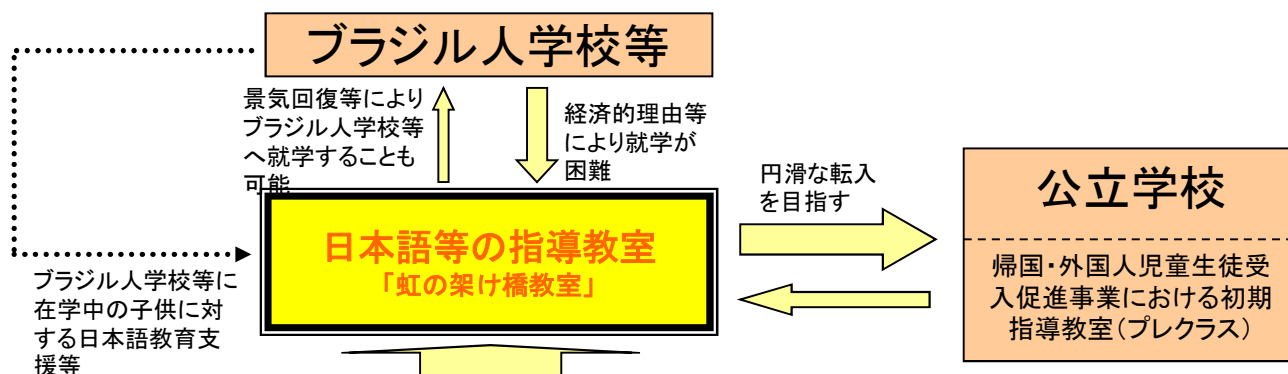 ブラジル人学校等
景気回復等により
ブラジル人学校等
へ就学することも
可能
経済的理由等
により就学が
困難
円滑な転入
を目指す
公立学校
帰国・外国人児童生徒受
入促進事業における初期
指導教室(プレクラス)
日本語等の指導教室
「虹の架け橋教室」
ブラジル人学校等に
在学中の子供に対
する日本語教育支
援等